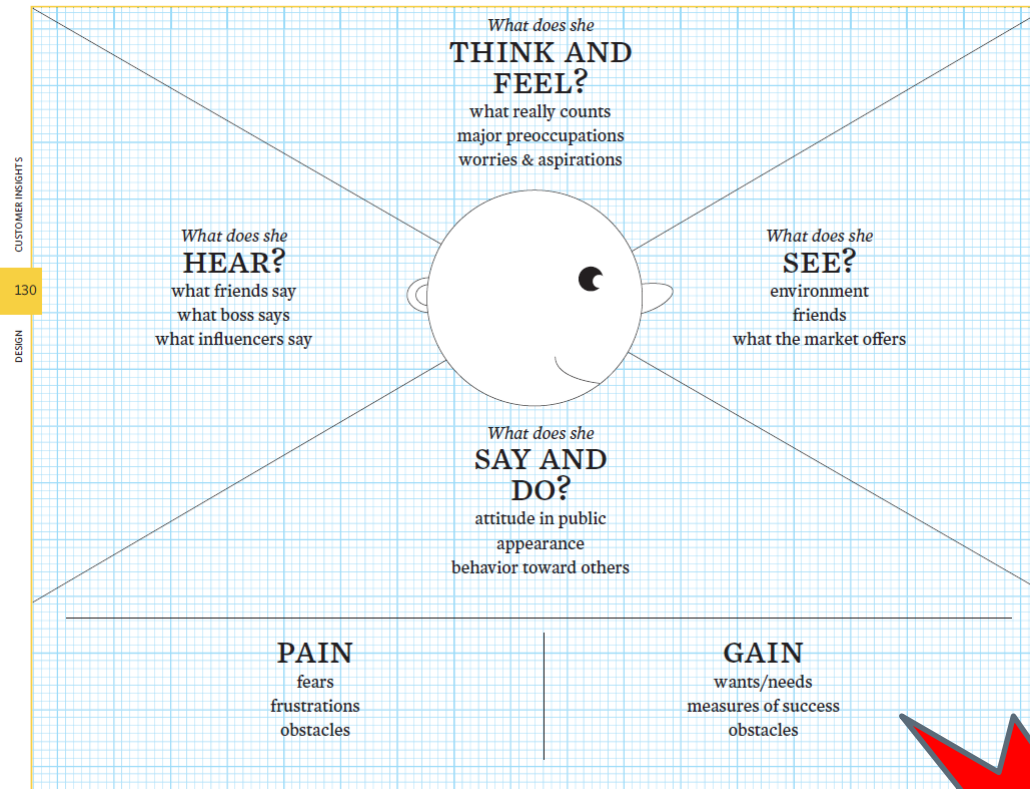 What does she
THINK AND
FEEL?
what really counts
major preoccupations
worries & aspirations
CUSTOMER INSIGHTS
130
DESIGN
What does she
HEAR?
what friends say
what boss says
what influencers say
What does she
SEE?
environment
friends
what the market offers
What does she
SAY AND
DO?
attitude in public
appearance
behavior toward others
PAIN
fears
frustrations
obstacles
GAIN
wants/needs
measures of success
obstacles